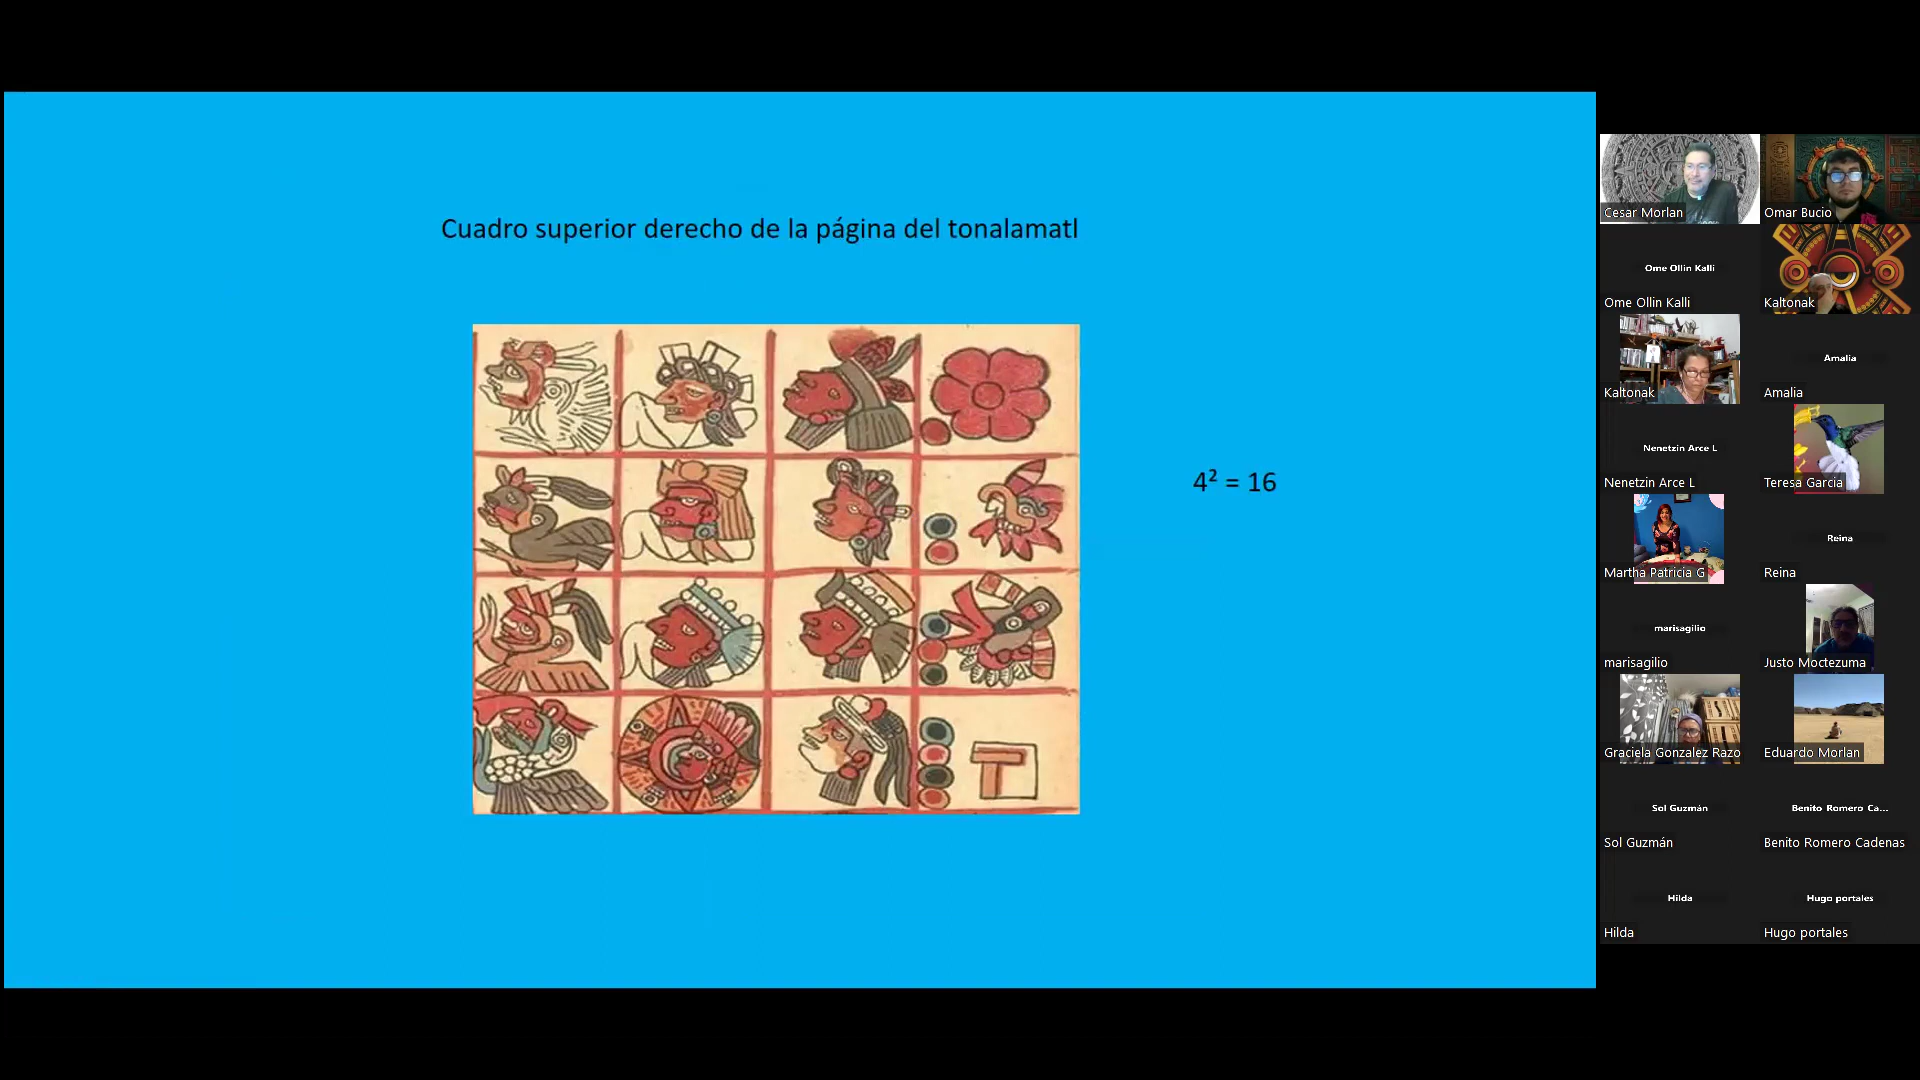 Cuadro superior derecho de la página del tonalamatl
4² = 16
Cesar Morlan
Omar Bucio
Ome Ollin Kalli
Ome Ollin Kalli
Kaltonak
Kaltonak
Amalia
Amalia
Nenetzin Arce L
Nenetzin Arce L
Teresa Garcia
Martha Patricia G
Reina
Reina
marisagilio
marisagilio
Justo Moctezuma
Graciela Gonzalez Razo
Eduardo Morlan
Sol Guzmán
Sol Guzmán
Benito Romero Ca...
Benito Romero Cadenas
Hilda
Hilda
Hugo portales
Hugo portales